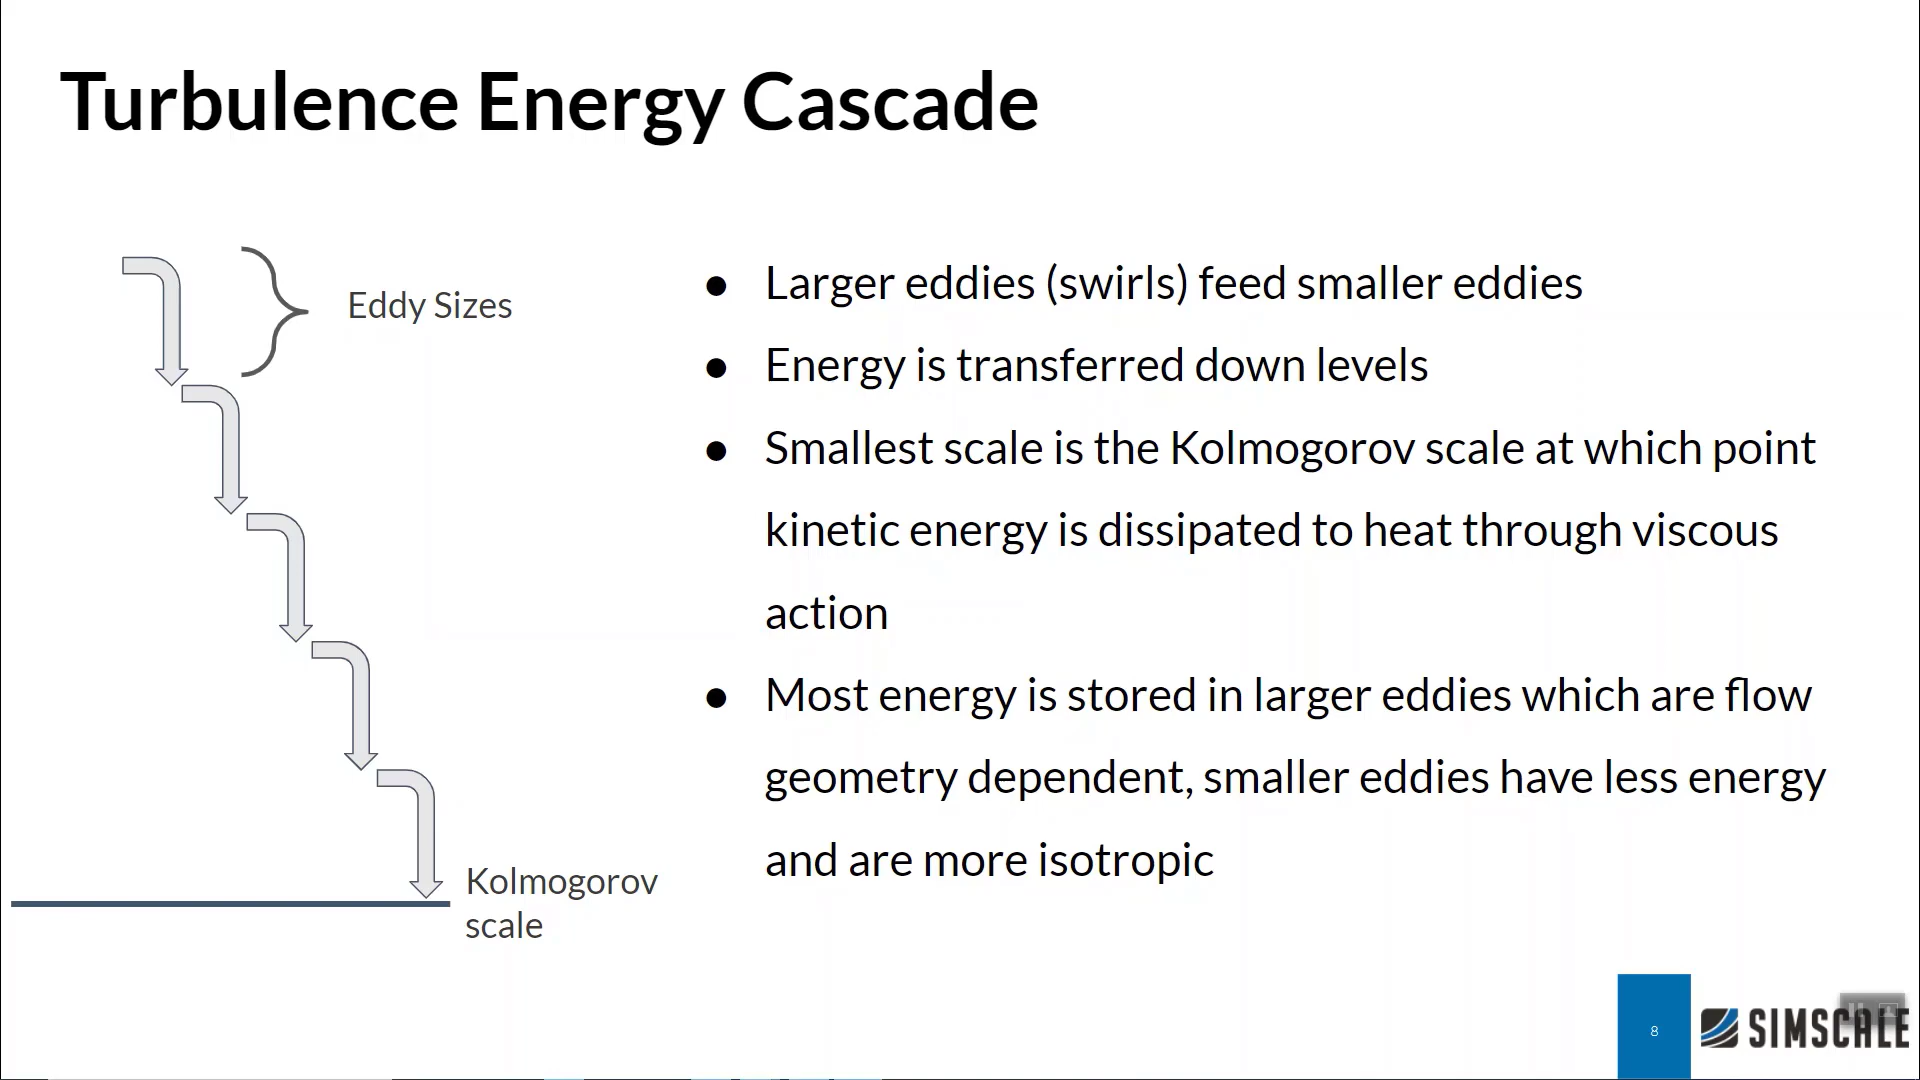 Turbulence Energy Cascade
Eddy Sizes
Kolmogorov
scale
● Larger eddies (swirls) feed smaller eddies
● Energy is transferred down levels
● Smallest scale is the Kolmogorov scale at which point
kinetic energy is dissipated to heat through viscous
action
● Most energy is stored in larger eddies which are flow
geometry dependent, smaller eddies have less energy
and are more isotropic
8
SIMSCALE